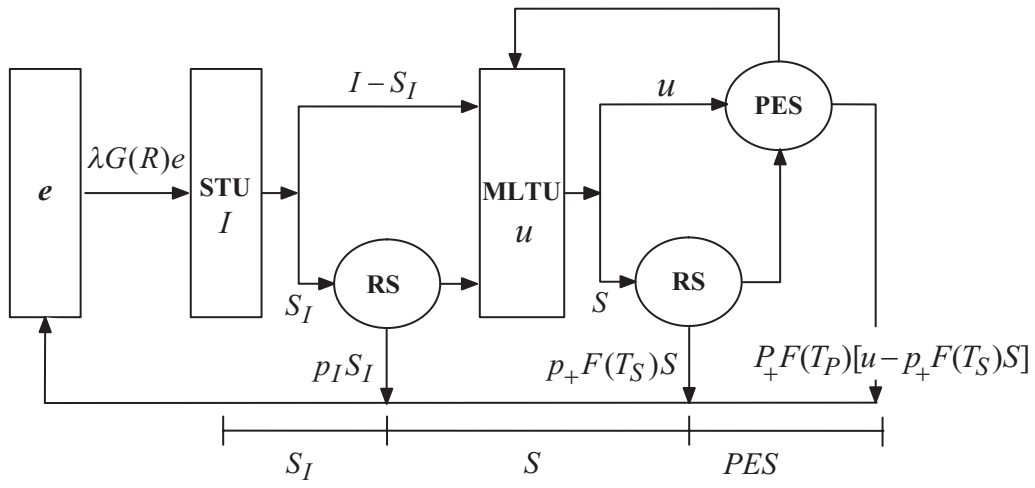 I – S_I
u
PES
λG(R)e
e
STU
I
MLTU
u
RS
RS
S_I
S
p_I S_I
p_+ F(T_S)S
P_+ F(T_P)[u – p_+ F(T_S)S]
S_I
S
PES